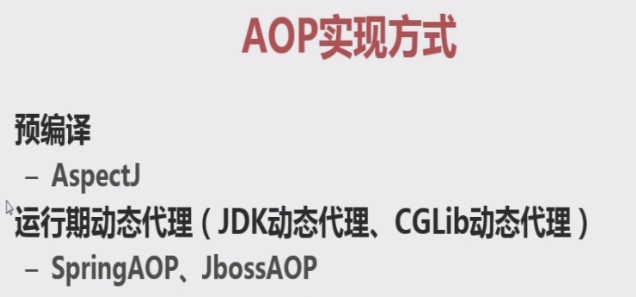 AOP实现方式
预编译
– AspectJ
运行期动态代理（JDK动态代理、CGLib动态代理）
– SpringAOP、JbossAOP